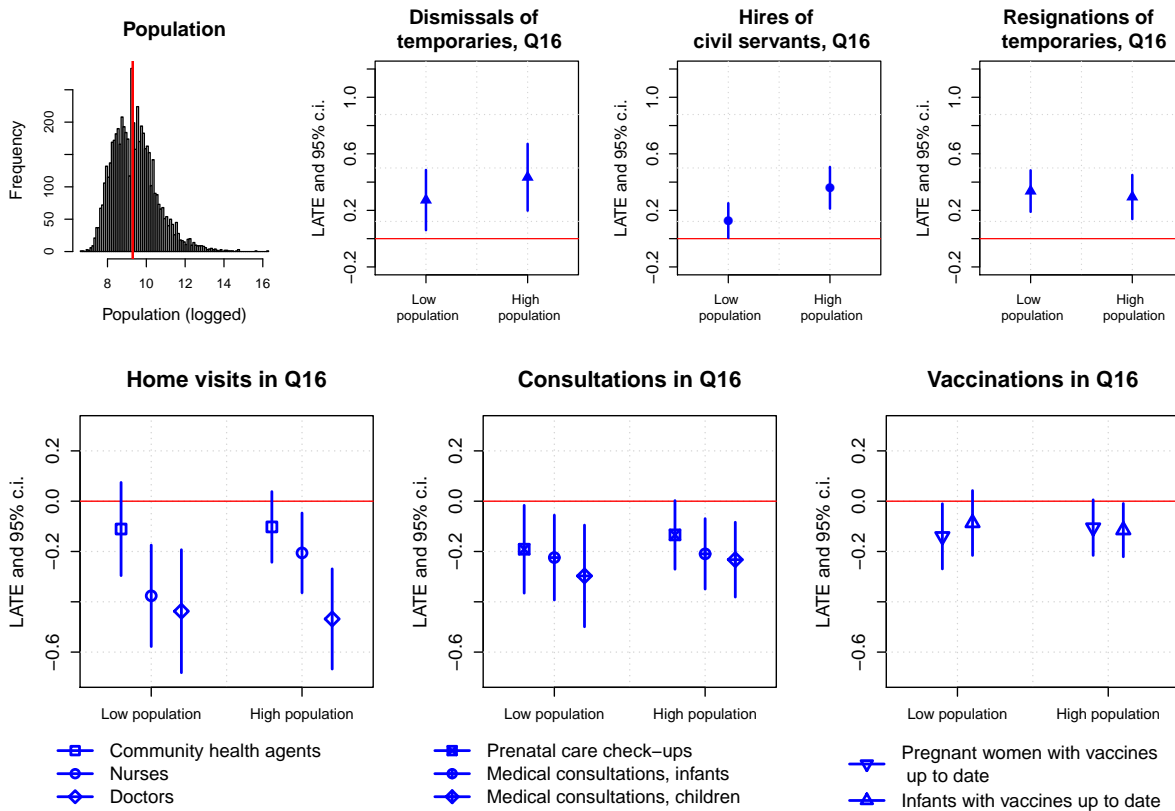 Population
Frequency
0
50
100
200
8
10
12
14
16
Population (logged)
Dismissals of
temporaries, Q16
LATE and 95% c.i.
−0.2
0.2
0.6
1.0
Low
population
High
population
Hires of
civil servants, Q16
LATE and 95% c.i.
−0.2
0.2
0.6
1.0
Low
population
High
population
Resignations of
temporaries, Q16
LATE and 95% c.i.
−0.2
0.2
0.6
1.0
Low
population
High
population
Home visits in Q16
LATE and 95% c.i.
−0.6
−0.2
0.0
0.2
Low population
High population
Community health agents
Nurses
Doctors
Consultations in Q16
LATE and 95% c.i.
−0.6
−0.2
0.0
0.2
Low population
High population
Prenatal care check−ups
Medical consultations, infants
Medical consultations, children
Vaccinations in Q16
LATE and 95% c.i.
−0.6
−0.2
0.0
0.2
Low population
High population
Pregnant women with vaccines
up to date
Infants with vaccines up to date